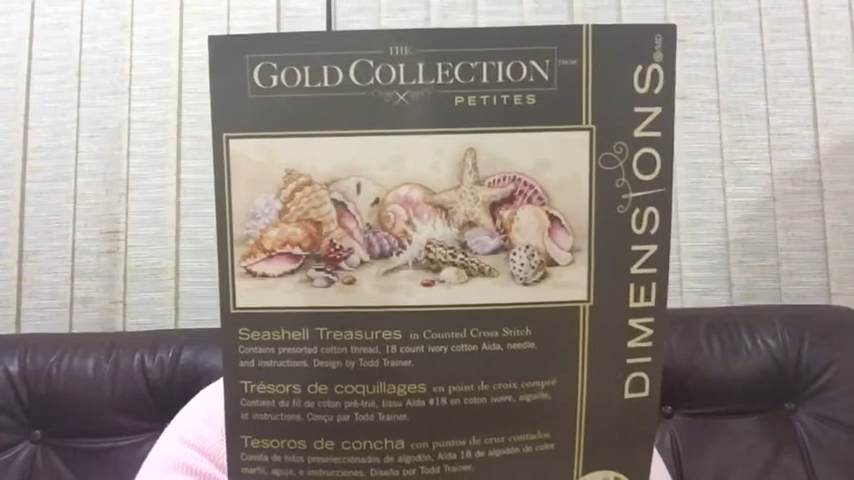 THE
GOLD COLLECTION
PETITES
DIMENSIONS
Seashell Treasures in Counted Cross Stitch
Contains presorted cotton thread, 18 count ivory cotton Aida, needle,
and instructions. Design by Todd Trainer.
Trésors de coquillages en point de croix compté
Contient du fil de coton pré-trié, tissu Aïda #18 en coton ivoire, aiguille,
et instructions. Conçu par Todd Trainer.
Tesoros de concha con puntos de cruz contados
Consta de hilos preseleccionados de algodón, Aída 18 de algodón de color
marfil, aguja, e instrucciones. Diseño por Todd Trainer.